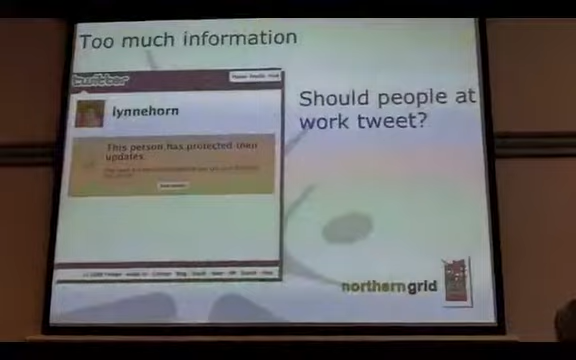 Too much information
twitter
lynnehorn
This person has protected their
updates.
Should people at
work tweet?
northerngrid